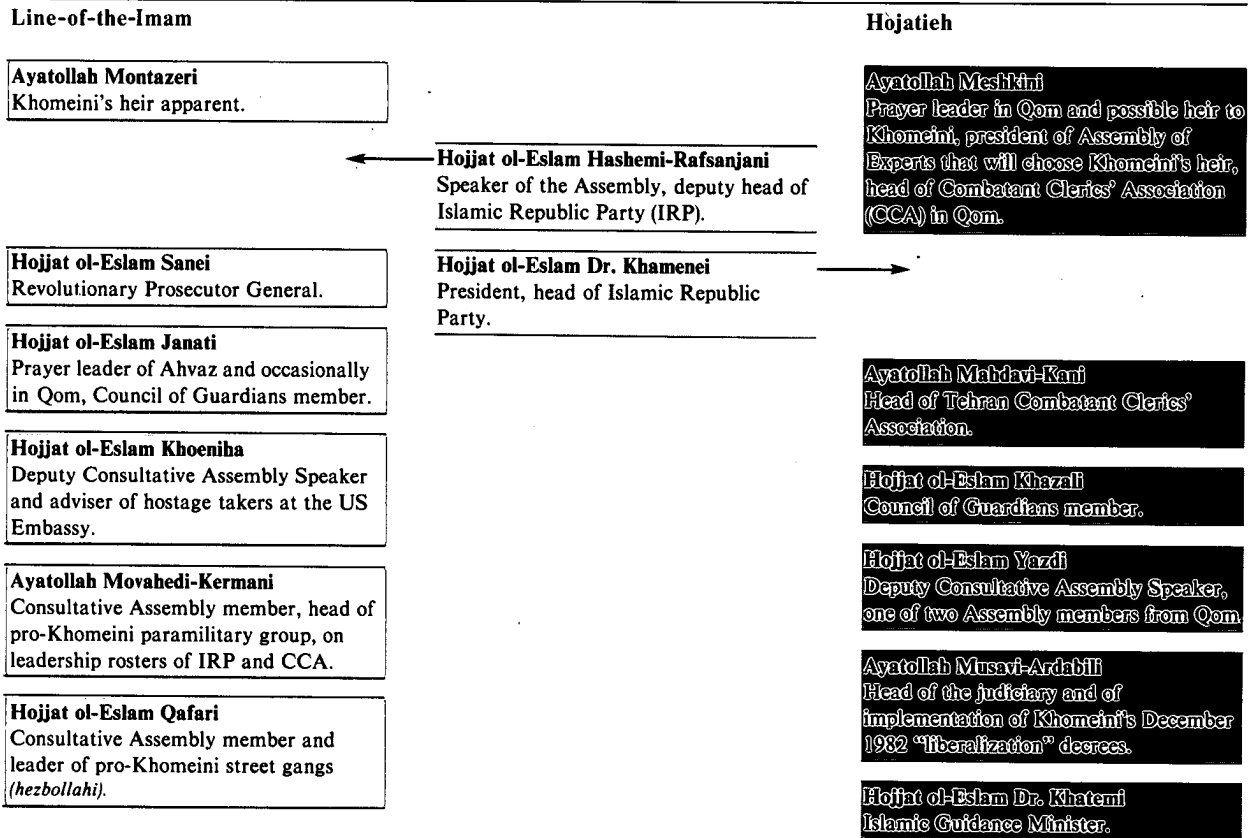 Line-of-the-Imam
Ayatollah Montazeri
Khomeini's heir apparent.
Hojjat ol-Eslam Sanei
Revolutionary Prosecutor General.
Hojjat ol-Eslam Janati
Prayer leader of Ahvaz and occasionally
in Qom, Council of Guardians member.
Hojjat ol-Eslam Khoeniha
Deputy Consultative Assembly Speaker
and adviser of hostage takers at the US
Embassy.
Ayatollah Movahedi-Kermani
Consultative Assembly member, head of
pro-Khomeini paramilitary group, on
leadership rosters of IRP and CCA.
Hojjat ol-Eslam Qafari
Consultative Assembly member and
leader of pro-Khomeini street gangs
(hezbollahi).
Hojjat ol-Eslam Hashemi-Rafsanjani
Speaker of the Assembly, deputy head of
Islamic Republic Party (IRP).
Hojjat ol-Eslam Dr. Khamenei
President, head of Islamic Republic
Party.
Hojatieh
Ayatollah Meshkini
Prayer leader in Qom and possible heir to
Khomeini, president of Assembly of
Experts that will choose Khomeini's heir,
head of Combatant Clerics' Association
(CCA) in Qom.
Ayatollah Mahdavi-Kani
Head of Tehran Combatant Clerics'
Association.
Hojjat ol-Eslam Khazali
Council of Guardians member.
Hojjat ol-Eslam Yazdi
Deputy Consultative Assembly Speaker,
one of two Assembly members from Qom.
Ayatollah Musavi-Ardabili
Head of the judiciary and of
implementation of Khomeini's December
1982 "liberalization" decrees.
Hojjat ol-Eslam Dr. Khatemi
Islamic Guidance Minister.